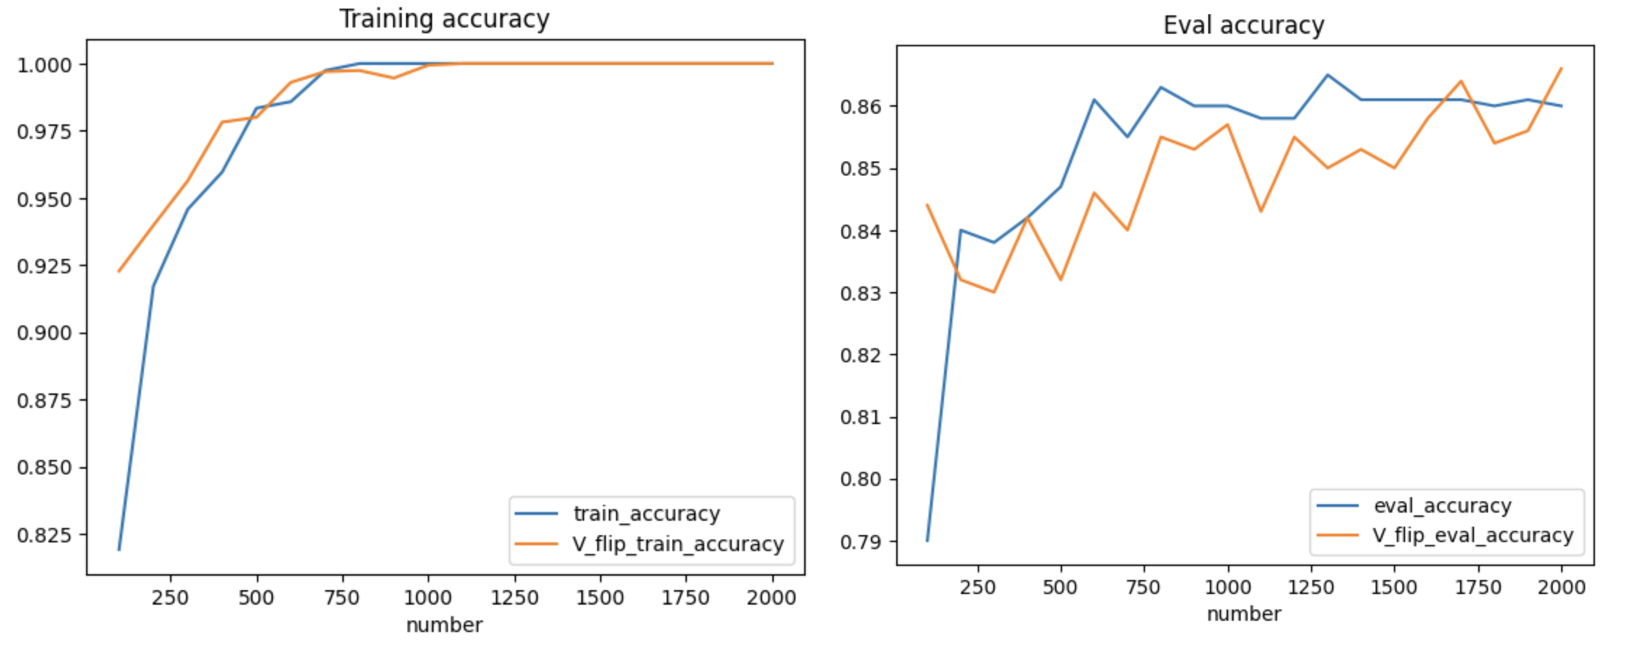 Training accuracy
1.000
0.975
0.950
0.925
0.900
0.875
0.850
0.825
train_accuracy
V_flip_train_accuracy
250 500 750 1000 1250 1500 1750 2000
number
Eval accuracy
0.86
0.85
0.84
0.83
0.82
0.81
0.80
0.79
eval_accuracy
V_flip_eval_accuracy
250 500 750 1000 1250 1500 1750 2000
number